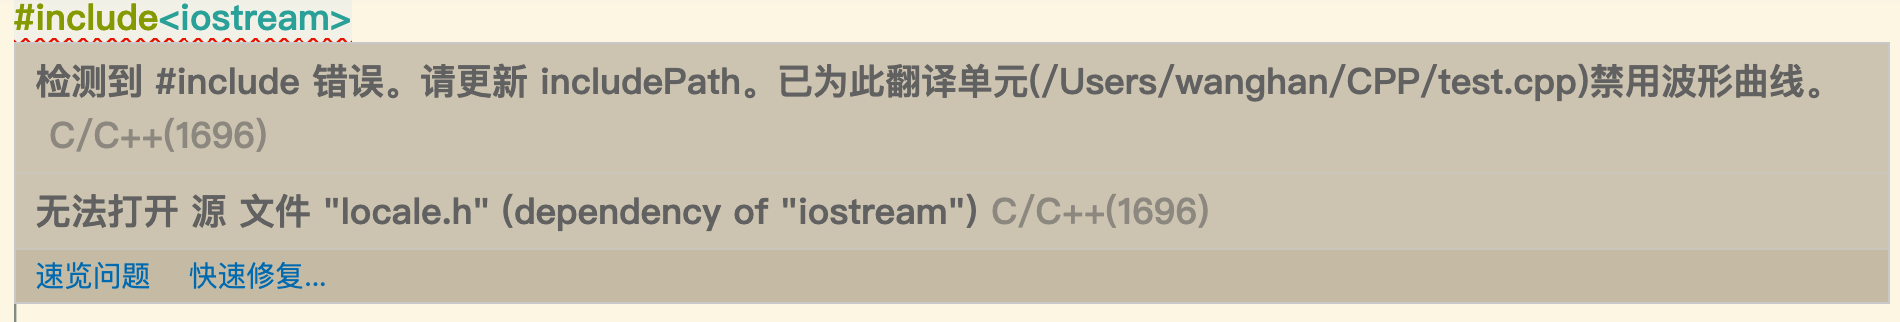 #include<iostream>
检测到 #include 错误。请更新 includePath。已为此翻译单元(/Users/wanghan/CPP/test.cpp)禁用波形曲线。
C/C++(1696)
无法打开 源 文件 "locale.h" (dependency of "iostream") C/C++(1696)
速览问题 快速修复...